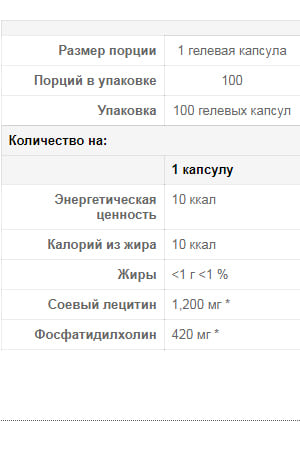 Размер порции 1 гелевая капсула
Порций в упаковке 100
Упаковка 100 гелевых капсул
Количество на:
1 капсулу
Энергетическая 10 ккал
ценность
Калорий из жира 10 ккал
Жиры <1 г <1 %
Соевый лецитин 1,200 мг *
Фосфатидилхолин 420 мг *